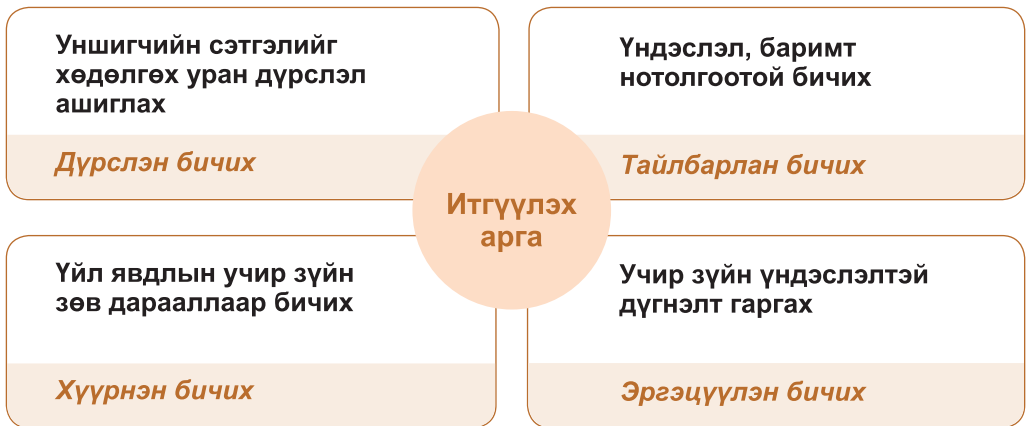 Уншигчийн сэтгэлийг
хөдөлгөх уран дүрслэл
ашиглах
Дүрслэн бичих
Үндэслэл, баримт
нотолгоотой бичих
Тайлбарлан бичих
Итгүүлэх
арга
Үйл явдлын учир зүйн
зөв дарааллаар бичих
Хүүрнэн бичих
Учир зүйн үндэслэлтэй
дүгнэлт гаргах
Эргэцүүлэн бичих